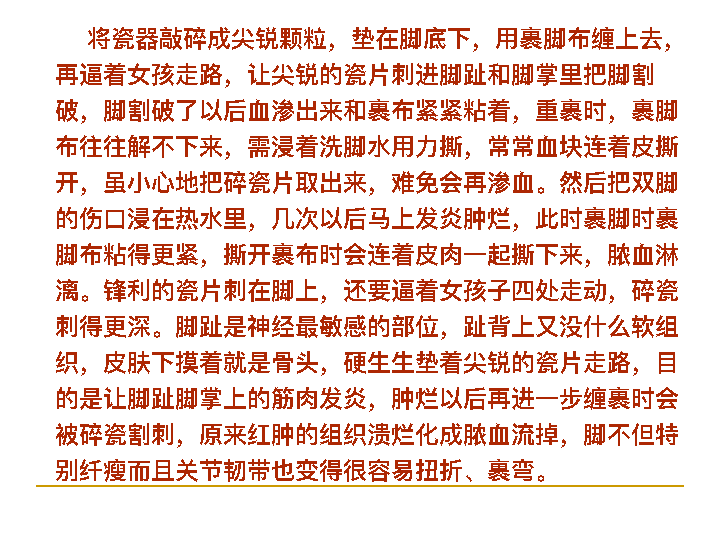 将瓷器敲碎成尖锐颗粒，垫在脚底下，用裹脚布缠上去，
再逼着女孩走路，让尖锐的瓷片刺进脚趾和脚掌里把脚割
破，脚割破了以后血渗出来和裹布紧紧粘着，重裹时，裹脚
布往往解不下来，需浸着洗脚水用力撕，常常血块连着皮撕
开，虽小心地把碎瓷片取出来，难免会再渗血。然后把双脚
的伤口浸在热水里，几次以后马上发炎肿烂，此时裹脚时裹
脚布粘得更紧，撕开裹布时会连着皮肉一起撕下来，脓血淋
漓。锋利的瓷片刺在脚上，还要逼着女孩子四处走动，碎瓷
刺得更深。脚趾是神经最敏感的部位，趾背上又没什么软组
织，皮肤下摸着就是骨头，硬生生垫着尖锐的瓷片走路，目
的是让脚趾脚掌上的筋肉发炎，肿烂以后再进一步缠裹时会
被碎瓷割刺，原来红肿的组织溃烂化成脓血流掉，脚不但特
别纤瘦而且关节韧带也变得很容易扭折、裹弯。